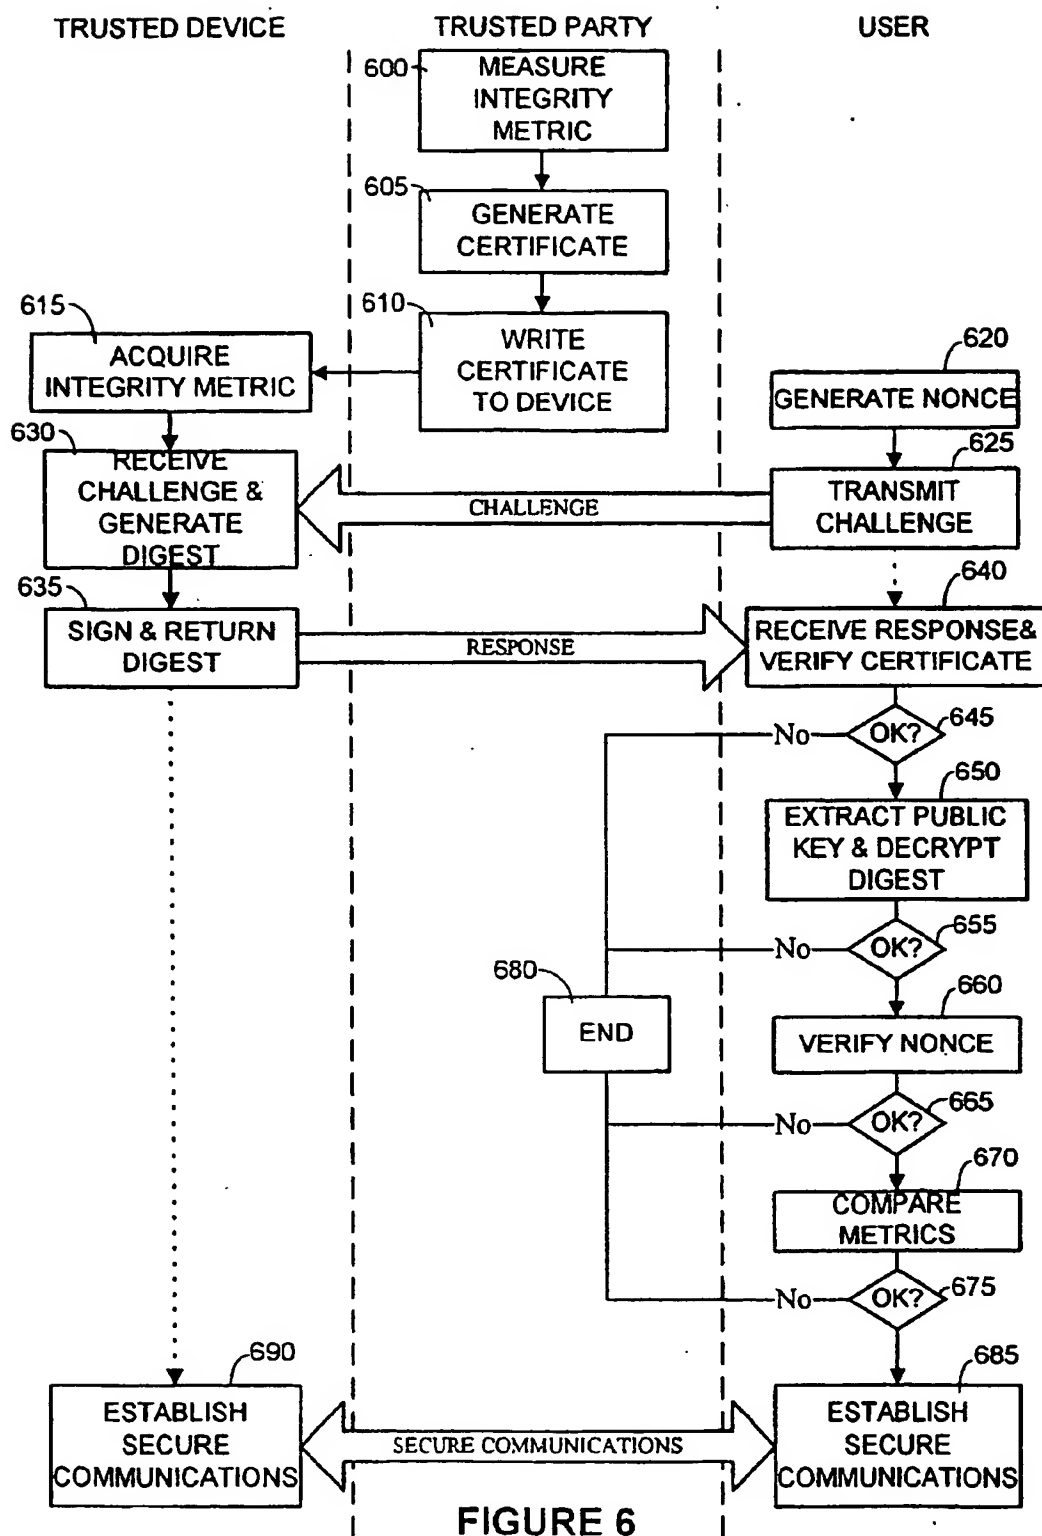 TRUSTED DEVICE
TRUSTED PARTY
USER
600
MEASURE
INTEGRITY
METRIC
605
GENERATE
CERTIFICATE
610
WRITE
CERTIFICATE
TO DEVICE
615
ACQUIRE
INTEGRITY METRIC
620
GENERATE NONCE
625
TRANSMIT
CHALLENGE
CHALLENGE
630
RECEIVE
CHALLENGE &
GENERATE
DIGEST
635
SIGN & RETURN
DIGEST
RESPONSE
640
RECEIVE RESPONSE&
VERIFY CERTIFICATE
OK?
645
No
650
EXTRACT PUBLIC
KEY & DECRYPT
DIGEST
OK?
655
No
680
END
660
VERIFY NONCE
OK?
665
No
670
COMPARE
METRICS
OK?
675
No
690
ESTABLISH
SECURE
COMMUNICATIONS
SECURE COMMUNICATIONS
685
ESTABLISH
SECURE
COMMUNICATIONS
FIGURE 6